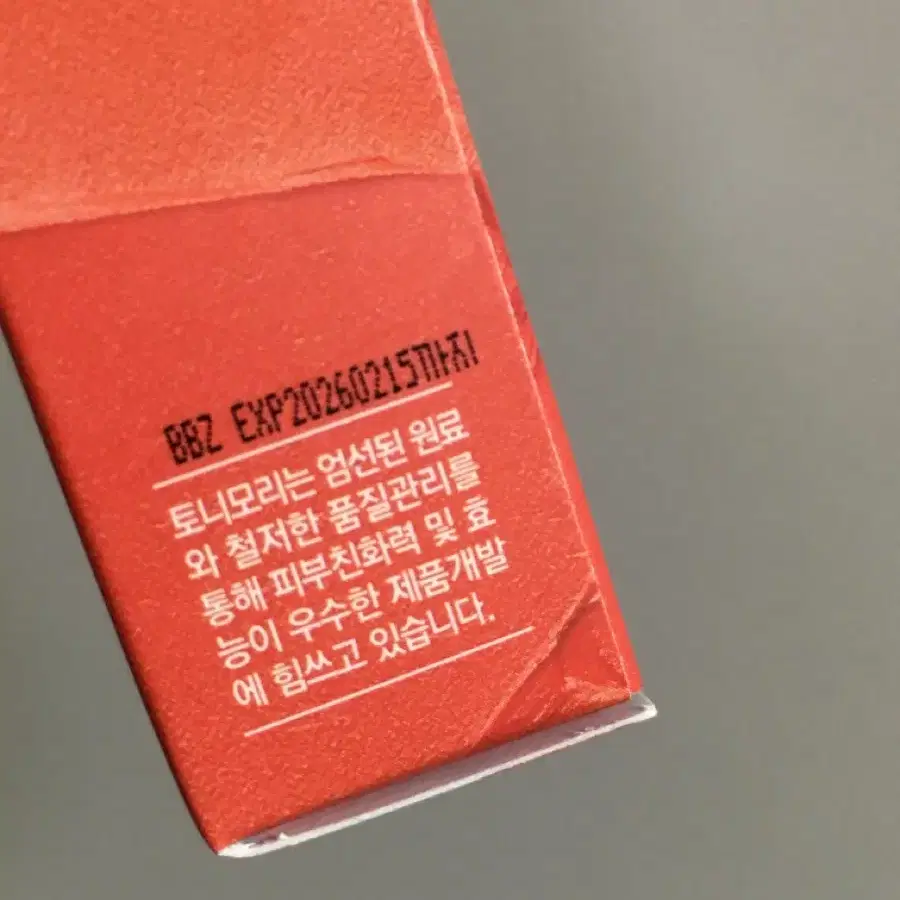 BBZ EXP20260215까지
토니모리는 엄선된 원료
와 철저한 품질관리를
통해 피부친화력 및 효
능이 우수한 제품개발
에 힘쓰고 있습니다.